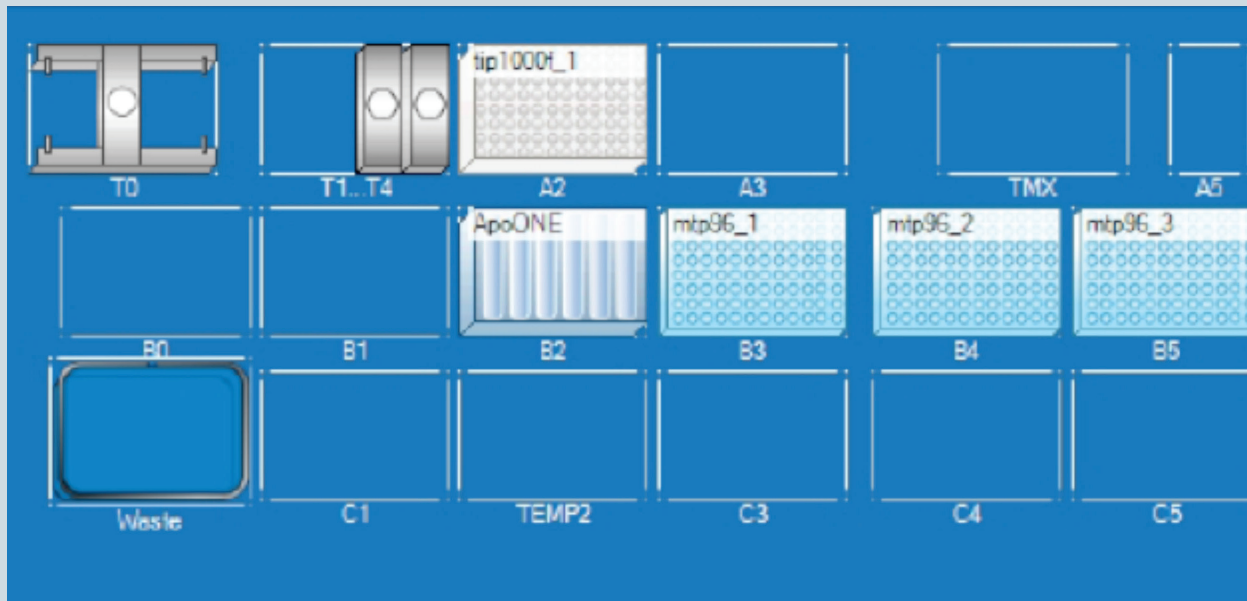 tip1000f_1
T0 T1...T4 A2 A3 TMX A5
ApoONE mtp96_1 mtp96_2 mtp96_3
B0 B1 B2 B3 B4 B5
Waste C1 TEMP2 C3 C4 C5